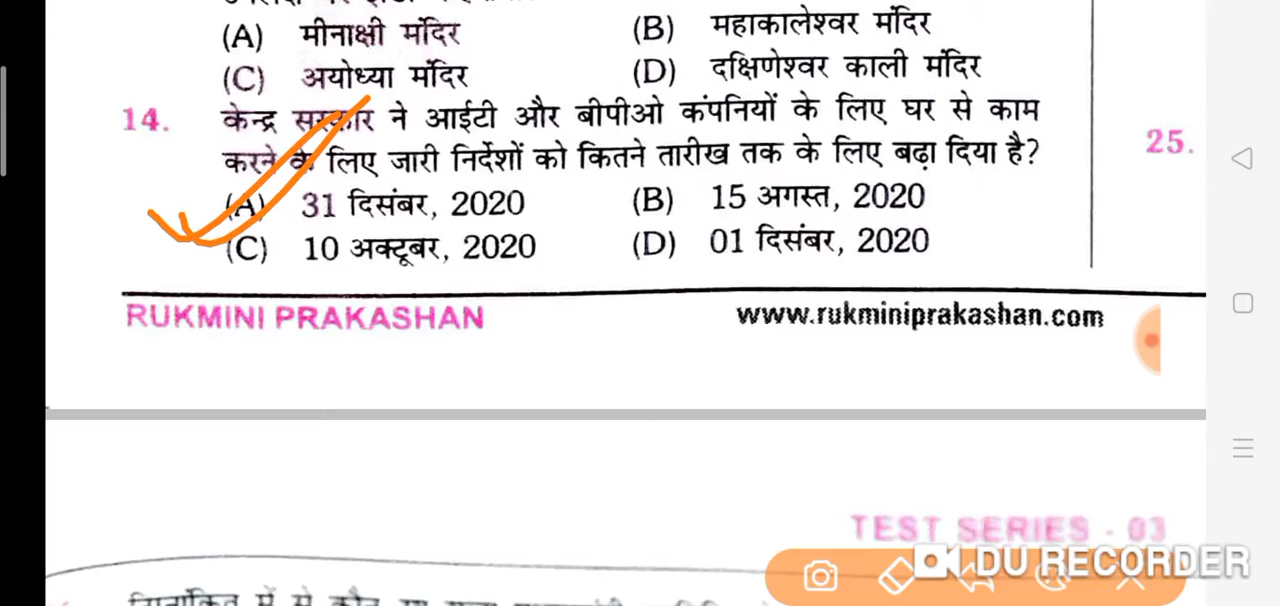 (A) मीनाक्षी मंदिर (B) महाकालेश्वर मंदिर
(C) अयोध्या मंदिर (D) दक्षिणेश्वर काली मंदिर
14. केन्द्र सरकार ने आईटी और बीपीओ कंपनियों के लिए घर से काम
करने के लिए जारी निर्देशों को कितने तारीख तक के लिए बढ़ा दिया है?
(A) 31 दिसंबर, 2020 (B) 15 अगस्त, 2020
(C) 10 अक्टूबर, 2020 (D) 01 दिसंबर, 2020
25.
RUKMINI PRAKASHAN www.rukminiprakashan.com
TEST SERIES - 03
DU RECORDER